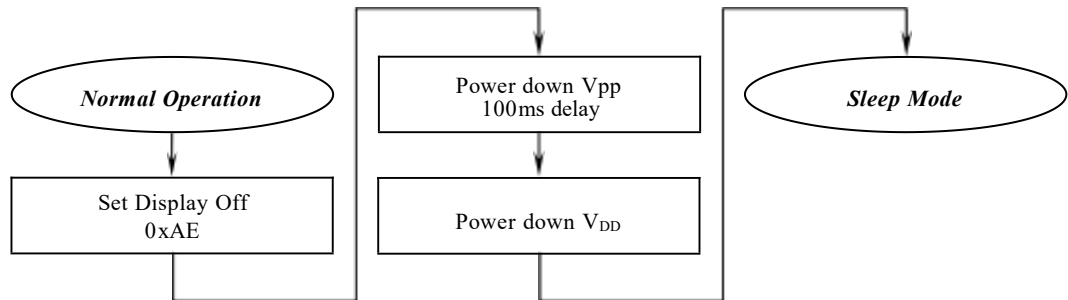 Normal Operation
Set Display Off
0xAE
Power down Vpp
100ms delay
Power down VDD
Sleep Mode